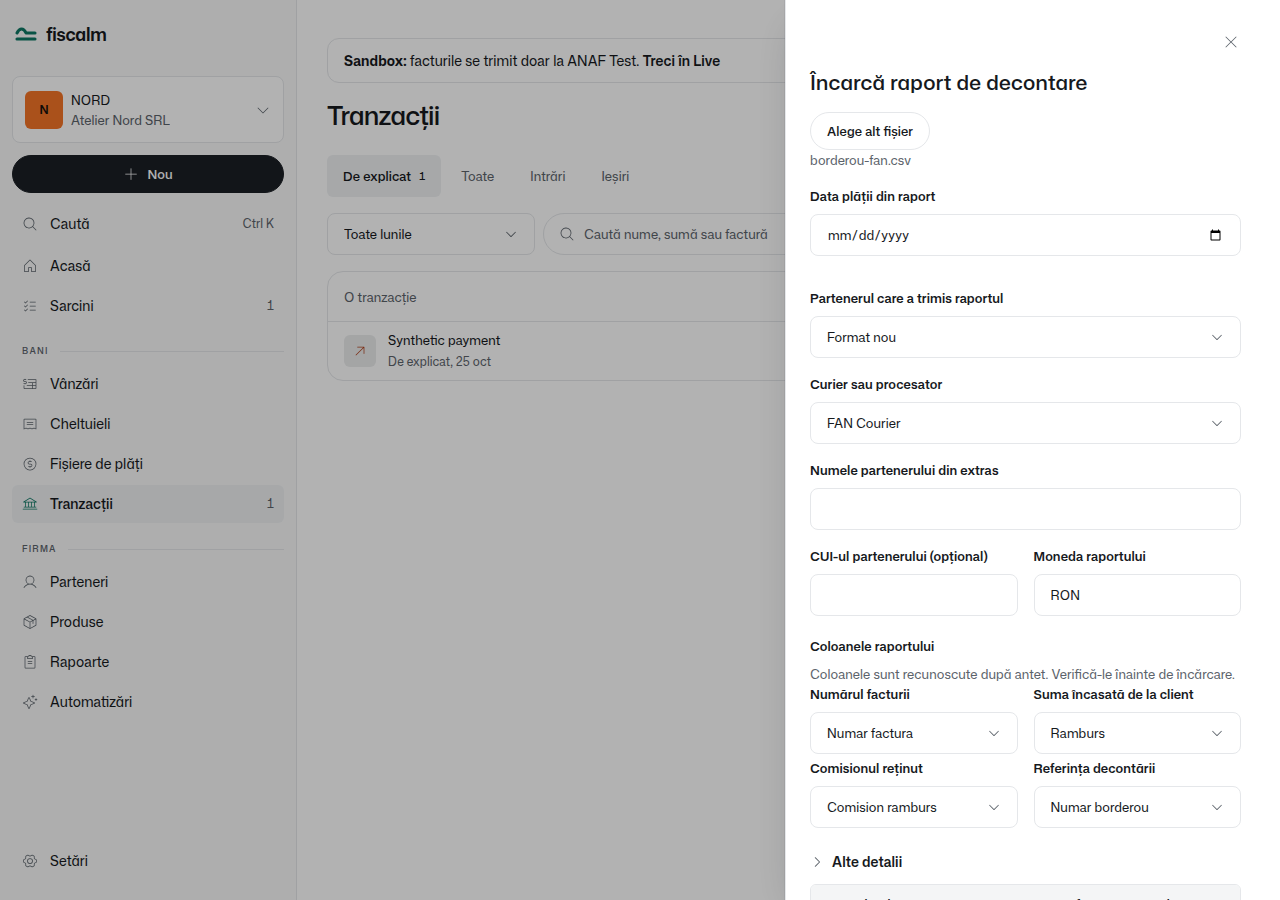 fiscalm
N
NORD
Atelier Nord SRL
Nou
Caută
Ctrl K
Acasă
Sarcini
1
BANI
Vânzări
Cheltuieli
Fișiere de plăți
Tranzacții
1
FIRMA
Parteneri
Produse
Rapoarte
Automatizări
Setări
Sandbox: facturile se trimit doar la ANAF Test. Treci în Live
Tranzacții
De explicat 1
Toate
Intrări
Ieșiri
Toate lunile
Caută nume, sumă sau factură
O tranzacție
Synthetic payment
De explicat, 25 oct
Încarcă raport de decontare
Alege alt fișier
borderou-fan.csv
Data plății din raport
mm/dd/yyyy
Partenerul care a trimis raportul
Format nou
Curier sau procesator
FAN Courier
Numele partenerului din extras
CUI-ul partenerului (opțional)
Moneda raportului
RON
Coloanele raportului
Coloanele sunt recunoscute după antet. Verifică-le înainte de încărcare.
Numărul facturii
Suma încasată de la client
Numar factura
Ramburs
Comisionul reținut
Referința decontării
Comision ramburs
Numar borderou
Alte detalii